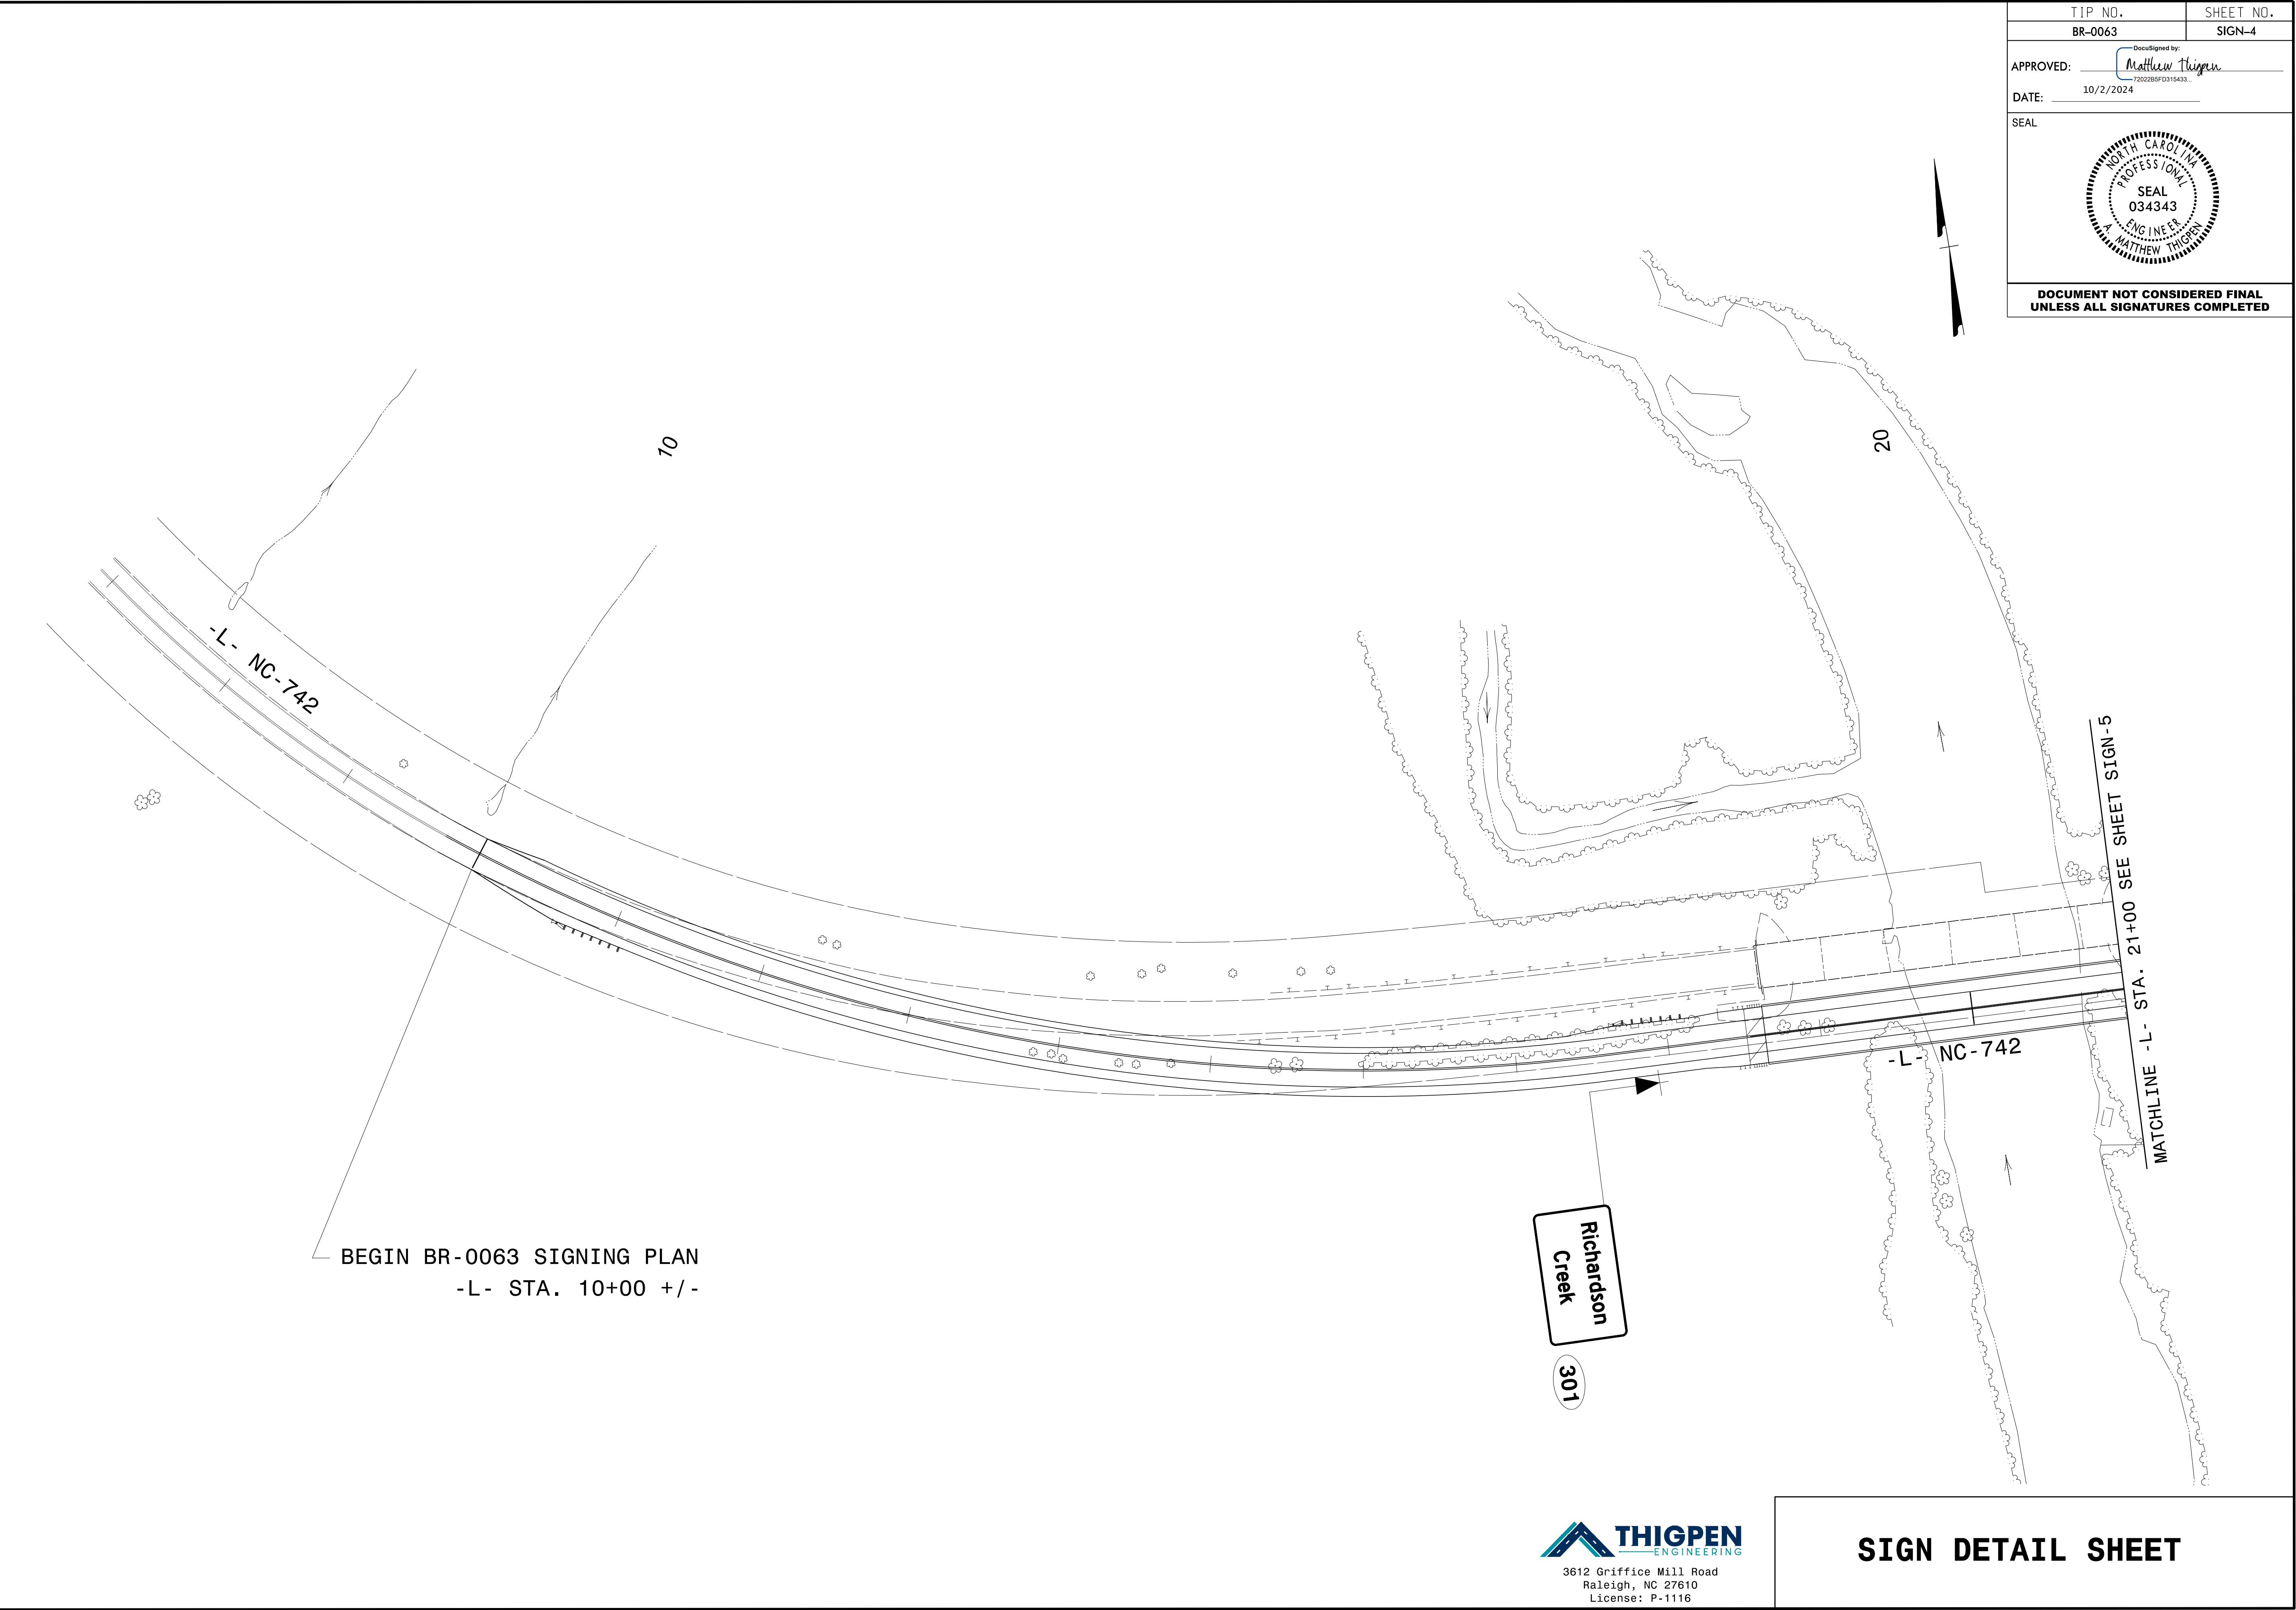 TIP NO.
SHEET NO.
BR-0063
SIGN-4
DocuSigned by:
APPROVED: Matthew Thigpen
72022B5FD315433...
DATE: 10/2/2024
SEAL
NORTH CAROLINA
PROFESSIONAL
SEAL
034343
ENGINEER
A. MATTHEW THIGPEN
DOCUMENT NOT CONSIDERED FINAL
UNLESS ALL SIGNATURES COMPLETED
10
20
-L- NC-742
MATCHLINE -L- STA. 21+00 SEE SHEET SIGN-5
-L- NC-742
BEGIN BR-0063 SIGNING PLAN
-L- STA. 10+00 +/-
Richardson
Creek
301
THIGPEN
ENGINEERING
3612 Griffice Mill Road
Raleigh, NC 27610
License: P-1116
SIGN DETAIL SHEET